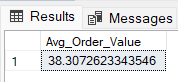 Results Messages
Avg_Order_Value
1 38.3072623343546